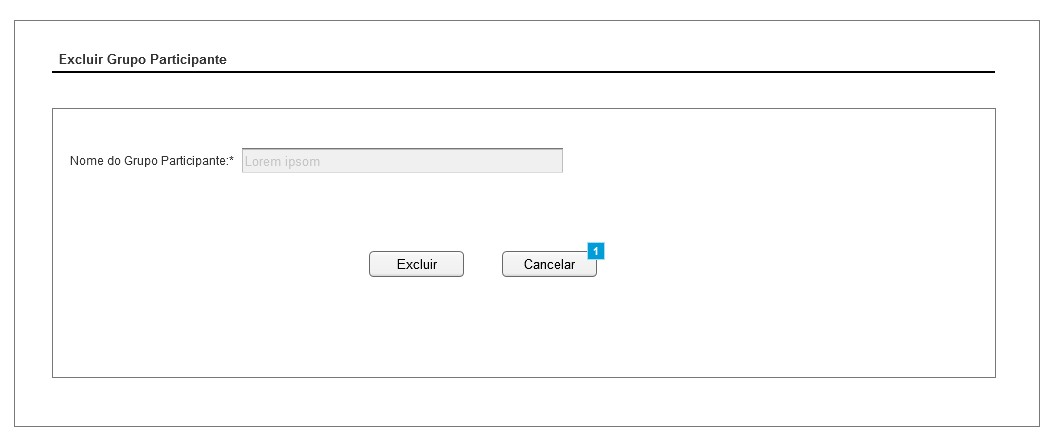 Excluir Grupo Participante
Nome do Grupo Participante:* Lorem ipsom
Excluir Cancelar 1